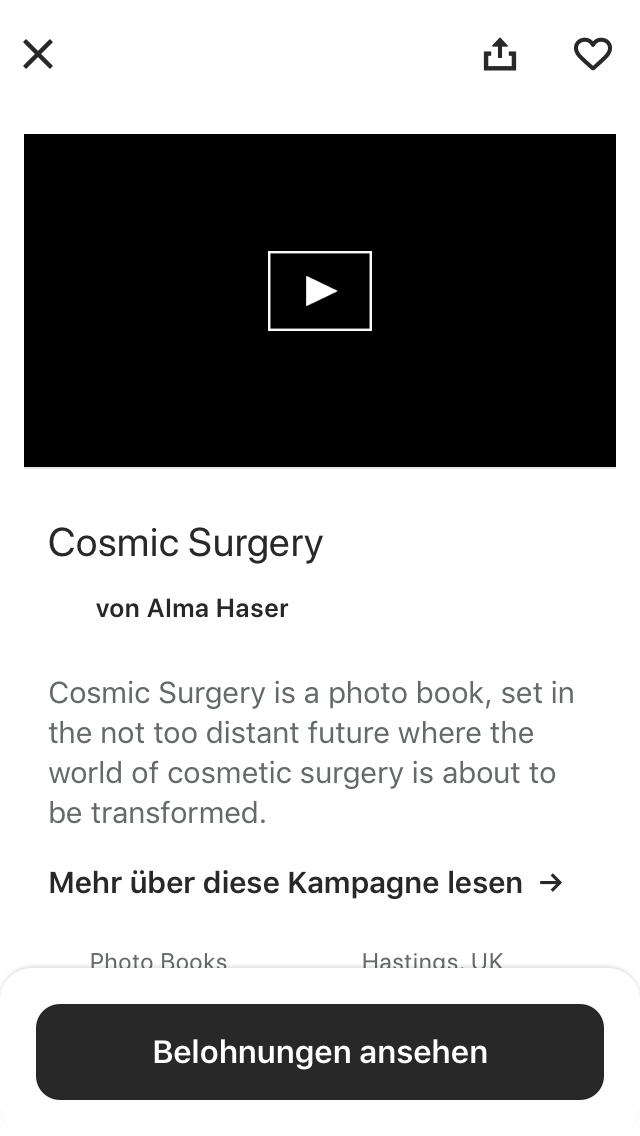 Cosmic Surgery
von Alma Haser
Cosmic Surgery is a photo book, set in
the not too distant future where the
world of cosmetic surgery is about to
be transformed.
Mehr über diese Kampagne lesen →
Photo Books
Hastings, UK
Belohnungen ansehen